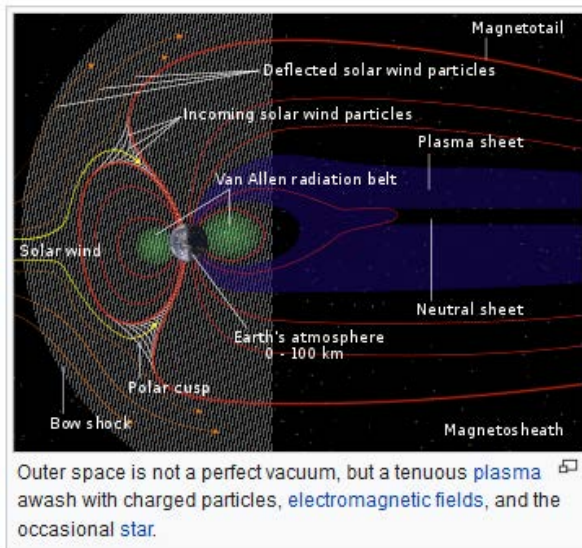 Magnetotail
Deflected solar wind particles
Incoming solar wind particles
Plasma sheet
Van Allen radiation belt
Solar wind
Neutral sheet
Earth's atmosphere
0 - 100 km
Polar cusp
Bow shock
Magnetosheath
Outer space is not a perfect vacuum, but a tenuous plasma
awash with charged particles, electromagnetic fields, and the
occasional star.